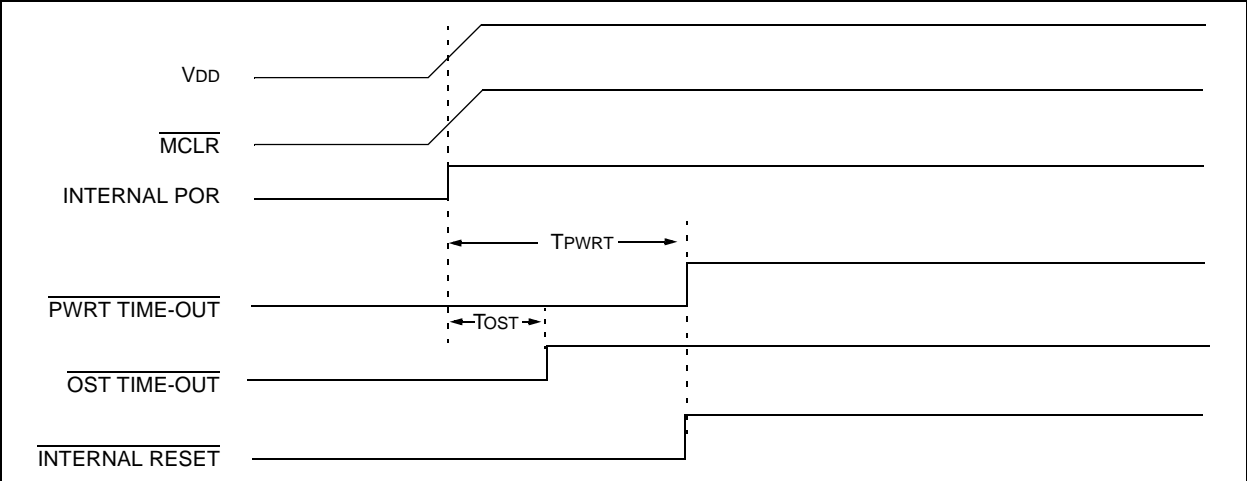 VDD
MCLR
INTERNAL POR
TPWRT
PWRT TIME-OUT
TOST
OST TIME-OUT
INTERNAL RESET